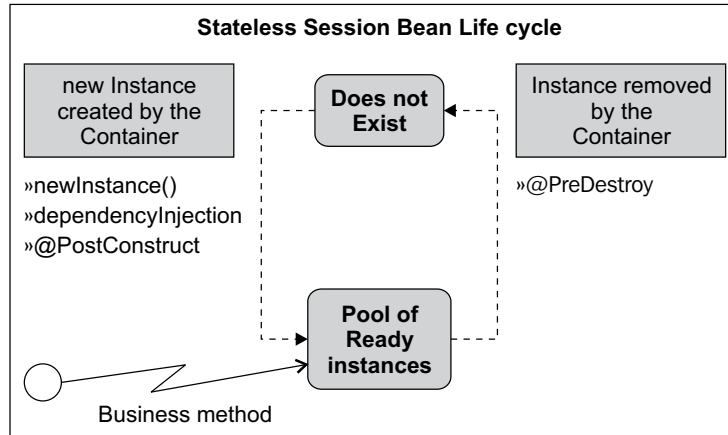 Stateless Session Bean Life cycle
new Instance
created by the
Container
»newInstance()
»dependencyInjection
»@PostConstruct
Does not
Exist
Instance removed
by the
Container
»@PreDestroy
Pool of
Ready
instances
Business method